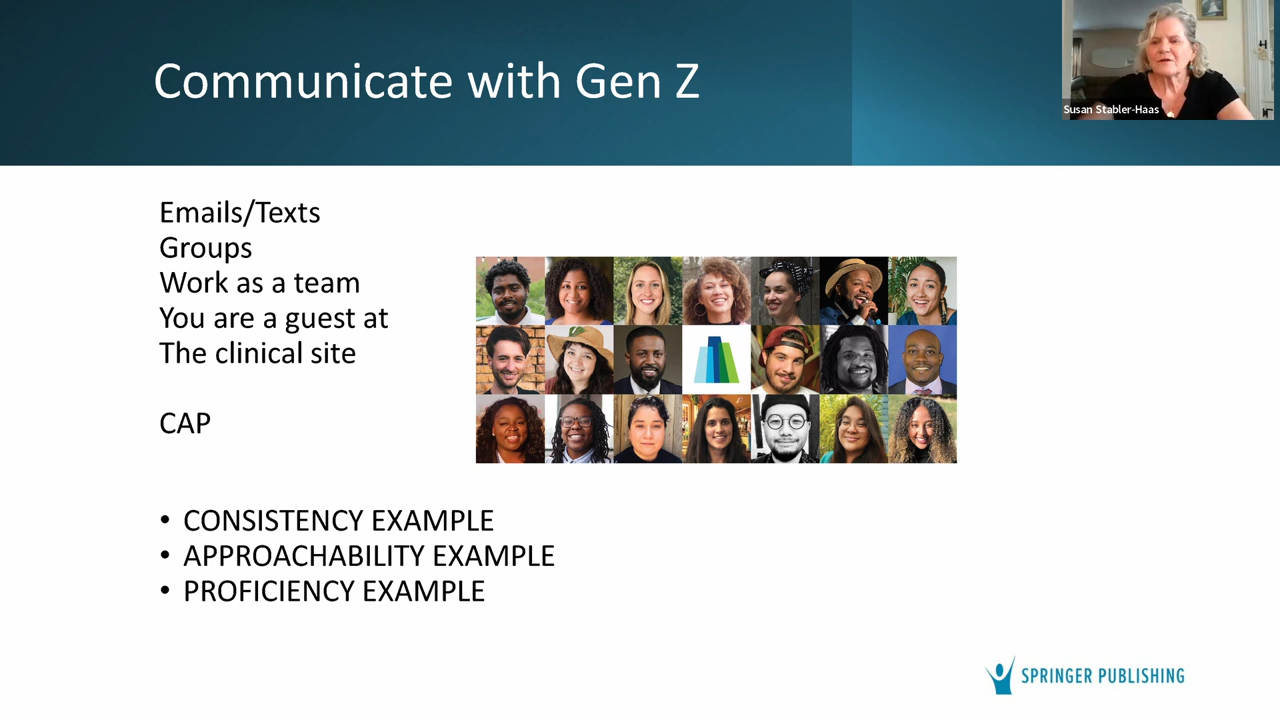 Communicate with Gen Z
Susan Stabler-Haas
Emails/Texts
Groups
Work as a team
You are a guest at
The clinical site
CAP
• CONSISTENCY EXAMPLE
• APPROACHABILITY EXAMPLE
• PROFICIENCY EXAMPLE
SPRINGER PUBLISHING